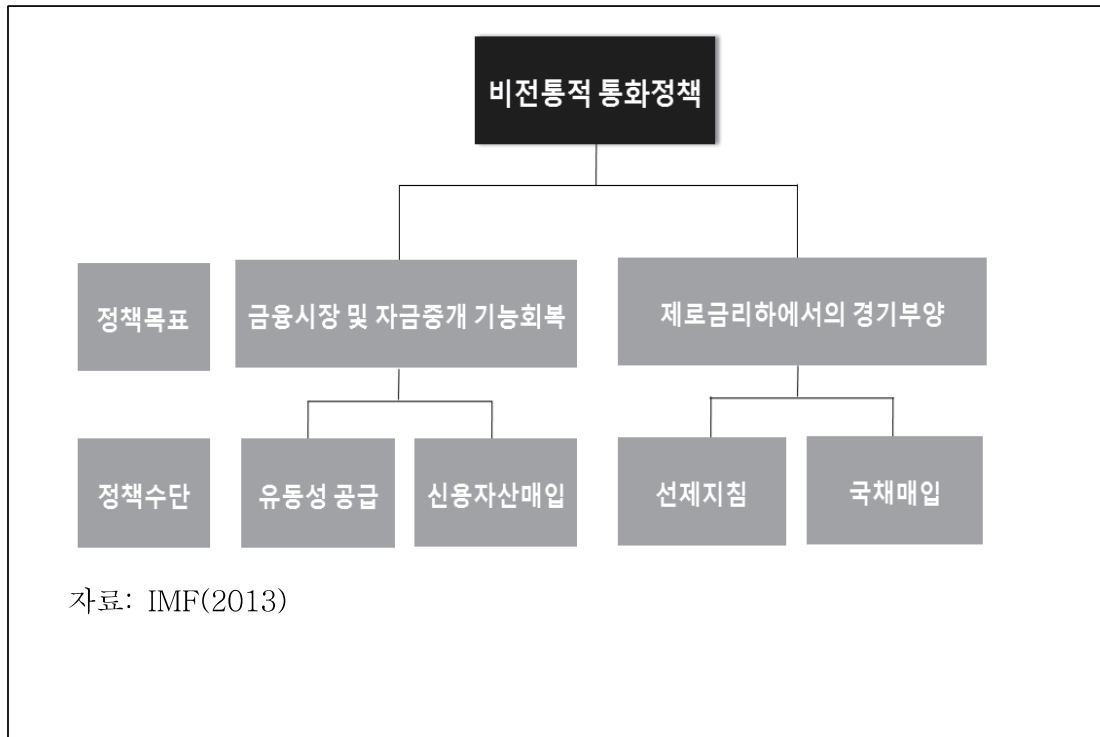 비전통적 통화정책
정책목표
금융시장 및 자금중개 기능회복
제로금리하에서의 경기부양
정책수단
유동성 공급
신용자산매입
선제지침
국채매입
자료: IMF(2013)